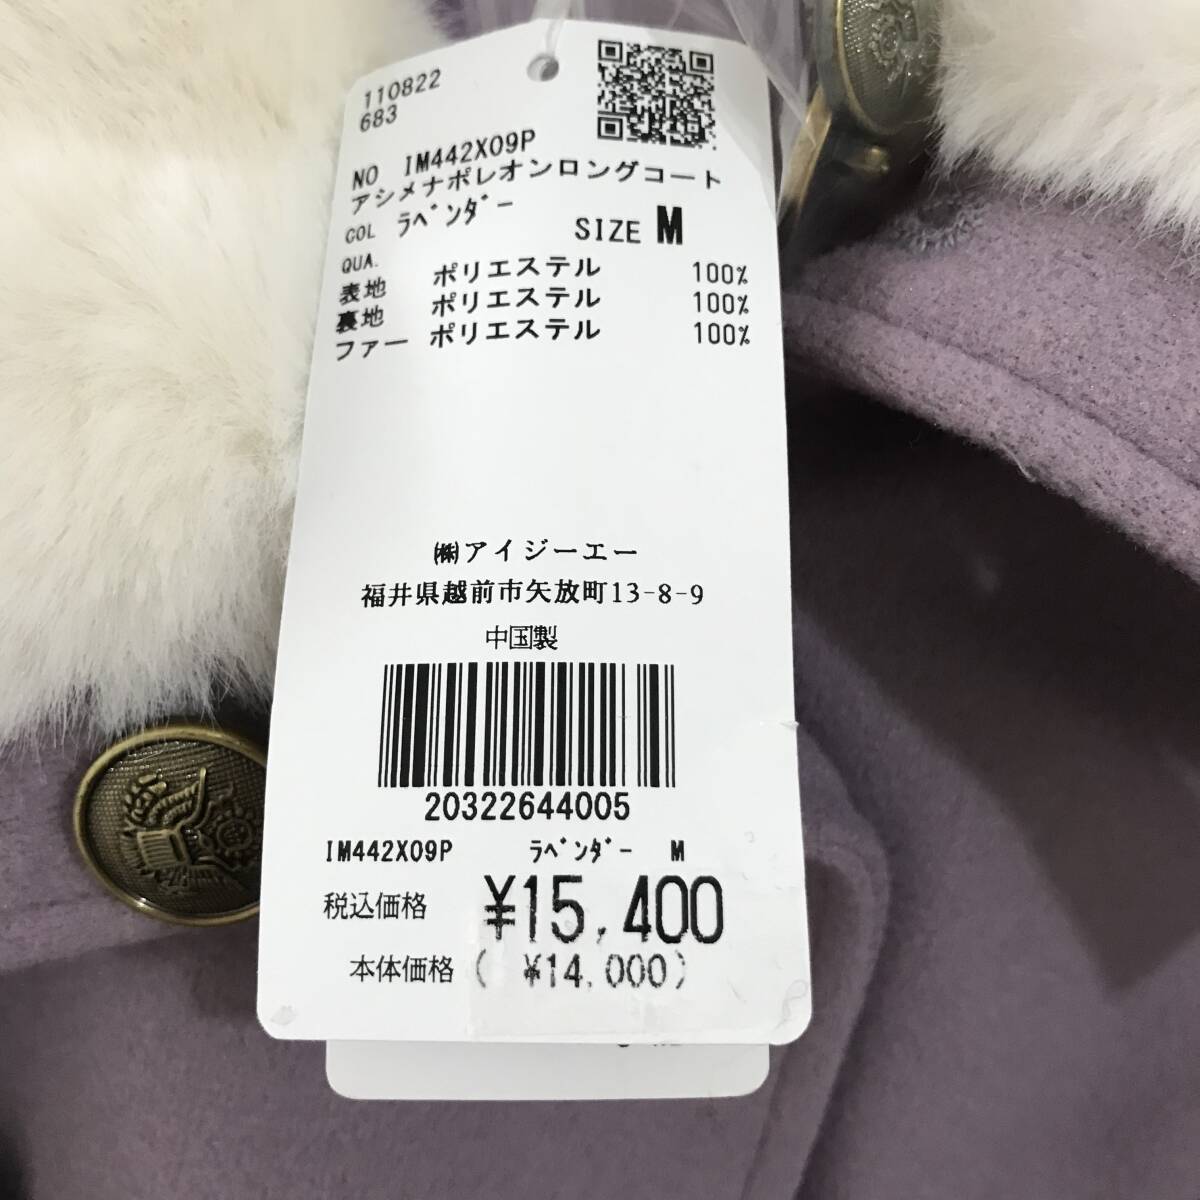 110822
683
NO IM442X09P
アシメナポレオンロングコート
COL ラベンダー SIZE M
QUA.
表地 ポリエステル 100%
裏地 ポリエステル 100%
ファー ポリエステル 100%
㈱アイジーエー
福井県越前市矢放町13-8-9
中国製
20322644005
IM442X09P ラベンダー M
税込価格 ¥15,400
本体価格( ¥14,000)